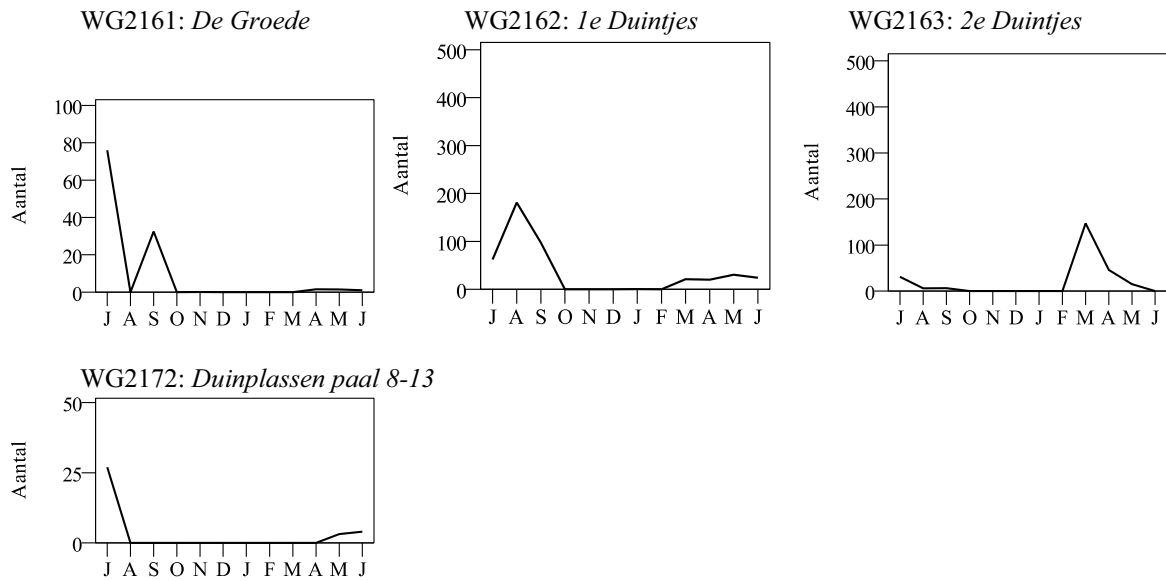 WG2161: De Groede
100
80
60
40
20
0
Aantal
J A S O N D J F M A M J
WG2162: 1e Duintjes
500
400
300
200
100
0
Aantal
J A S O N D J F M A M J
WG2163: 2e Duintjes
500
400
300
200
100
0
Aantal
J A S O N D J F M A M J
WG2172: Duinplassen paal 8-13
50
25
0
Aantal
J A S O N D J F M A M J